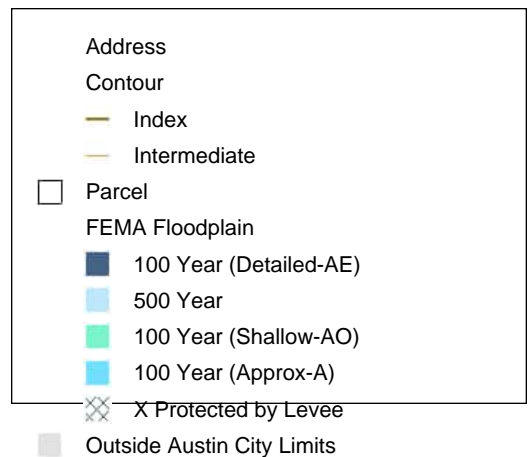 Address
Contour
Index
Intermediate
Parcel
FEMA Floodplain
100 Year (Detailed-AE)
500 Year
100 Year (Shallow-AO)
100 Year (Approx-A)
X Protected by Levee
Outside Austin City Limits